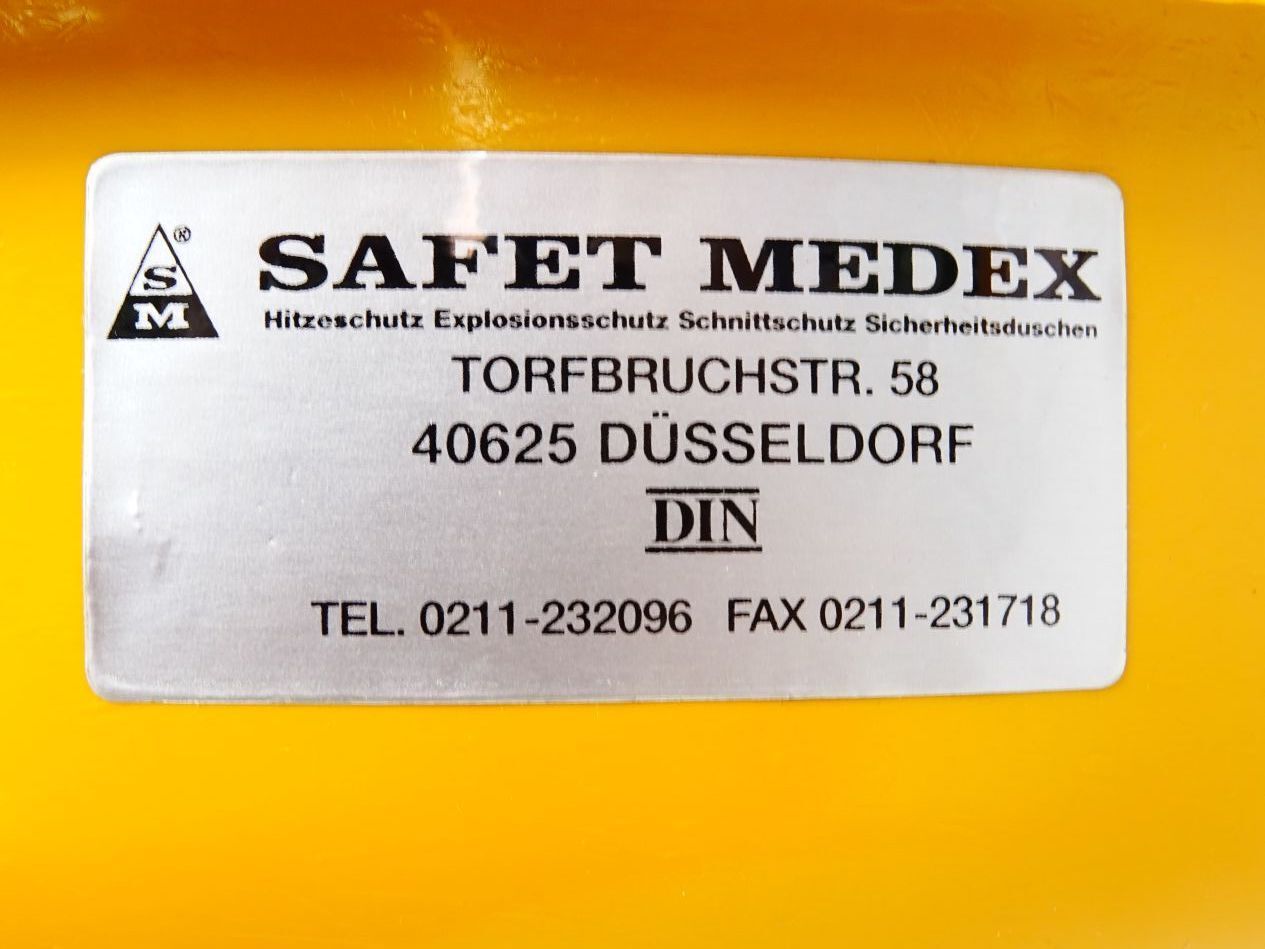 S ®
M
SAFET MEDEX
Hitzeschutz Explosionsschutz Schnittschutz Sicherheitsduschen
TORFBRUCHSTR. 58
40625 DÜSSELDORF
DIN
TEL. 0211-232096 FAX 0211-231718